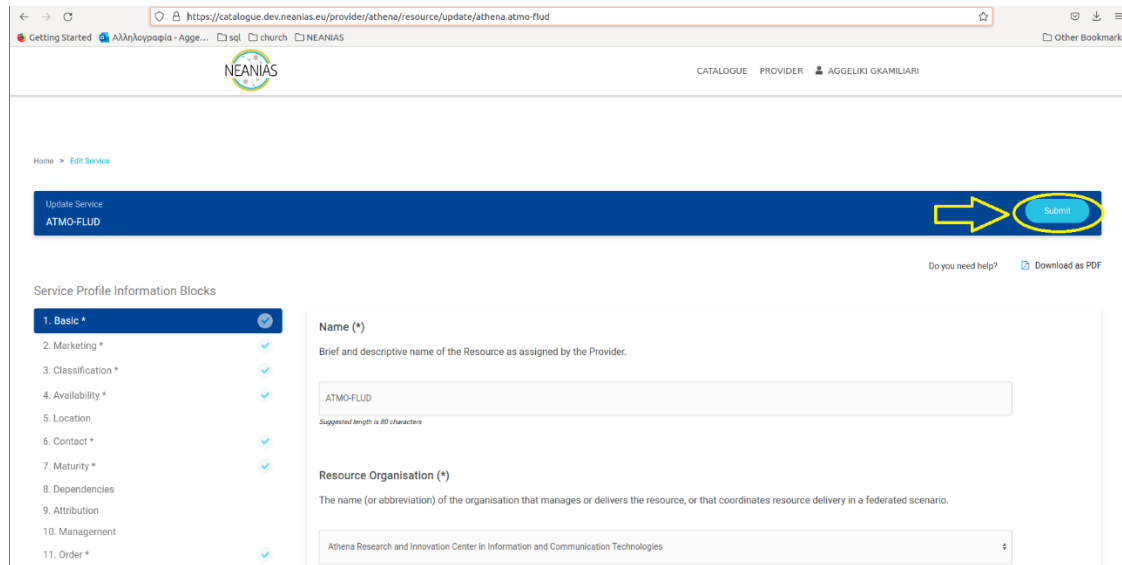 https://catalogue.dev.neanias.eu/provider/athena/resource/update/athena.atmo-flud
Getting Started Αλληλογραφία - Agge... sql church NEANIAS Other Bookmark
NEANIAS CATALOGUE PROVIDER AGGELIKI GKAMILIARI
Home > Edit Service
Update Service
ATMO-FLUD
Submit
Do you need help? Download as PDF
Service Profile Information Blocks
1. Basic *
2. Marketing *
3. Classification *
4. Availability *
5. Location
6. Contact *
7. Maturity *
8. Dependencies
9. Attribution
10. Management
11. Order *
Name (*)
Brief and descriptive name of the Resource as assigned by the Provider.
ATMO-FLUD
Suggested length is 80 characters
Resource Organisation (*)
The name (or abbreviation) of the organisation that manages or delivers the resource, or that coordinates resource delivery in a federated scenario.
Athena Research and Innovation Center in Information and Communication Technologies